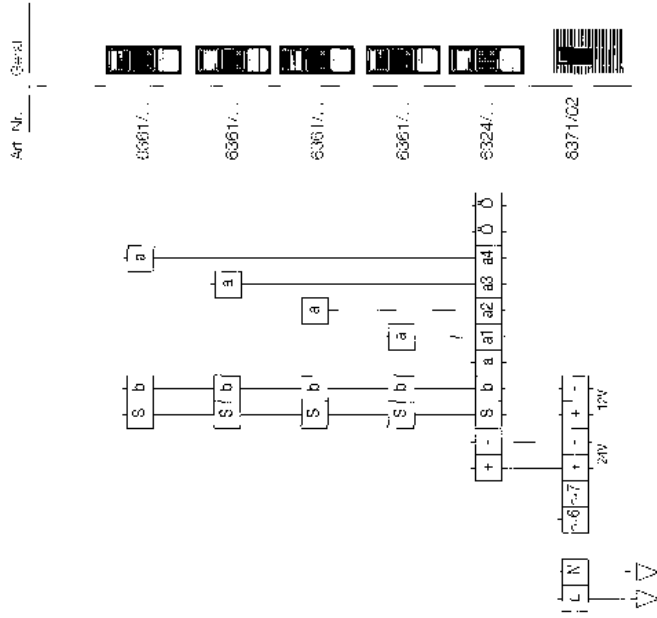 Art. Nr. Gerät
S b a 6361/...
S b a 6361/...
S b a 6361/...
S b a 6361/...
+ - S b a a1 a2 a3 a4 Ö Ö 6324/...
L N + - + - 8371/02
24V 12V